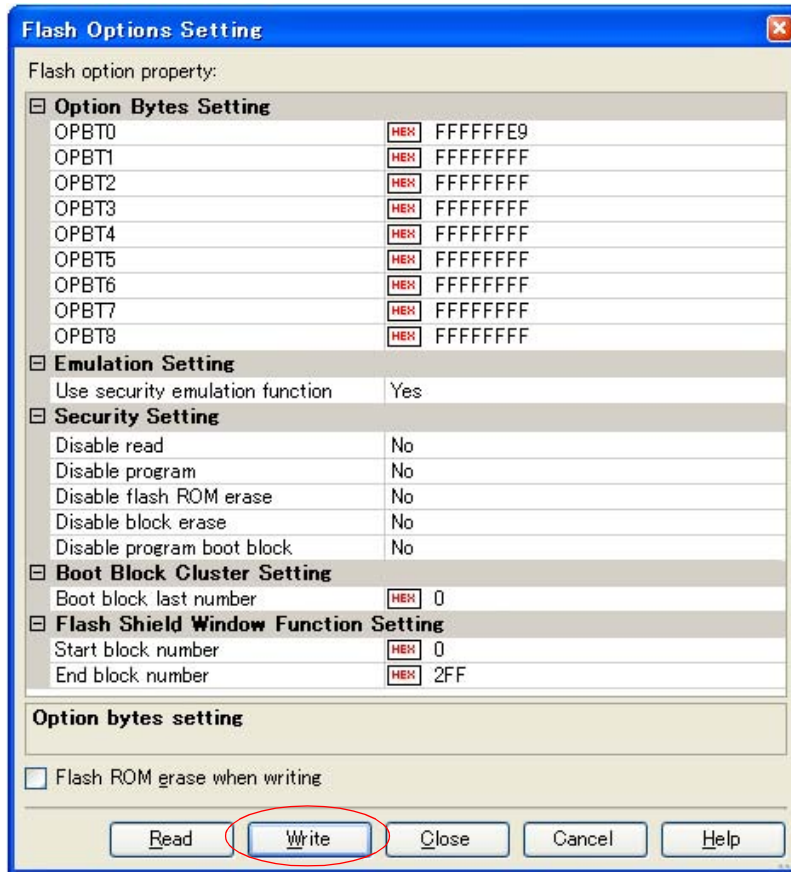 Flash Options Setting
Flash option property:
Option Bytes Setting
OPBT0 HEX FFFFFFE9
OPBT1 HEX FFFFFFFF
OPBT2 HEX FFFFFFFF
OPBT3 HEX FFFFFFFF
OPBT4 HEX FFFFFFFF
OPBT5 HEX FFFFFFFF
OPBT6 HEX FFFFFFFF
OPBT7 HEX FFFFFFFF
OPBT8 HEX FFFFFFFF
Emulation Setting
Use security emulation function Yes
Security Setting
Disable read No
Disable program No
Disable flash ROM erase No
Disable block erase No
Disable program boot block No
Boot Block Cluster Setting
Boot block last number HEX 0
Flash Shield Window Function Setting
Start block number HEX 0
End block number HEX 2FF
Option bytes setting
Flash ROM erase when writing
Read Write Close Cancel Help